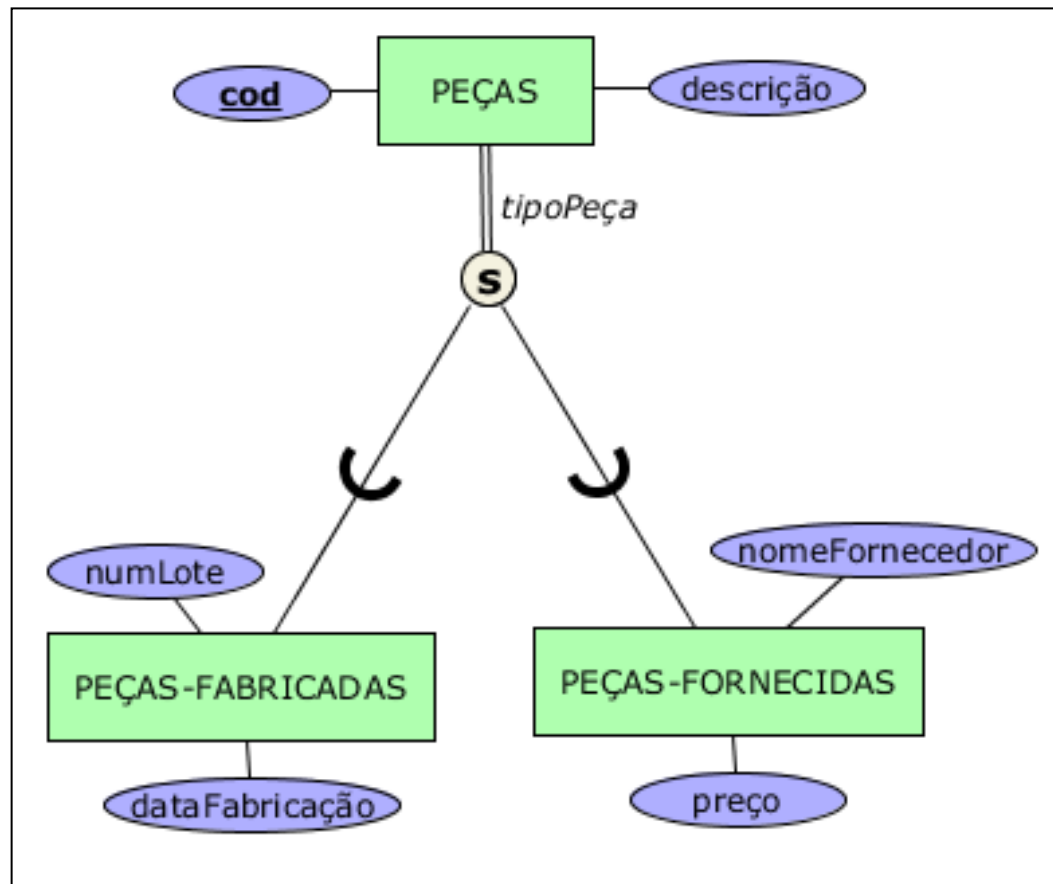 PEÇAS
cod
descrição
tipoPeça
s
numLote
nomeFornecedor
PEÇAS-FABRICADAS
PEÇAS-FORNECIDAS
dataFabricação
preço